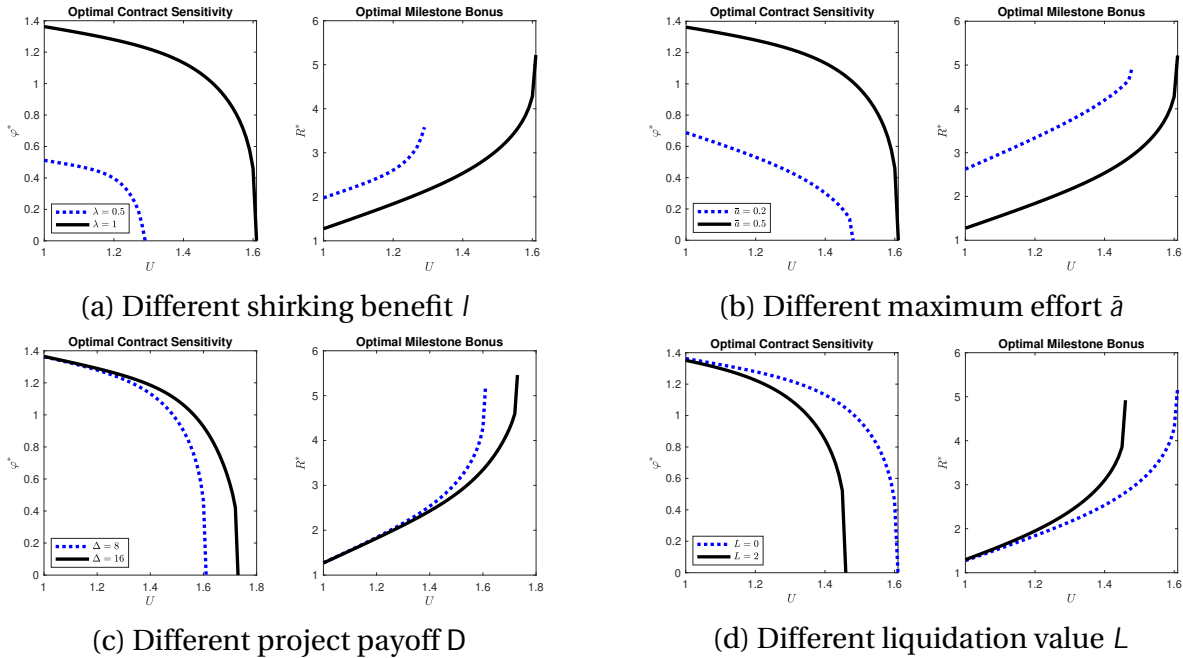 Optimal Contract Sensitivity
1.4
1.2
1
0.8
0.6
0.4
0.2
0
φ*
λ = 0.5
λ = 1
1 1.2 1.4 1.6
U
Optimal Milestone Bonus
6
5
4
3
2
1
R*
1 1.2 1.4 1.6
U
(a) Different shirking benefit l
Optimal Contract Sensitivity
1.4
1.2
1
0.8
0.6
0.4
0.2
0
φ*
ā = 0.2
ā = 0.5
1 1.2 1.4 1.6
U
Optimal Milestone Bonus
6
5
4
3
2
1
R*
1 1.2 1.4 1.6
U
(b) Different maximum effort ā
Optimal Contract Sensitivity
1.4
1.2
1
0.8
0.6
0.4
0.2
0
φ*
Δ = 8
Δ = 16
1 1.2 1.4 1.6 1.8
U
Optimal Milestone Bonus
6
5
4
3
2
1
R*
1 1.2 1.4 1.6 1.8
U
(c) Different project payoff D
Optimal Contract Sensitivity
1.4
1.2
1
0.8
0.6
0.4
0.2
0
φ*
L = 0
L = 2
1 1.2 1.4 1.6
U
Optimal Milestone Bonus
6
5
4
3
2
1
R*
1 1.2 1.4 1.6
U
(d) Different liquidation value L